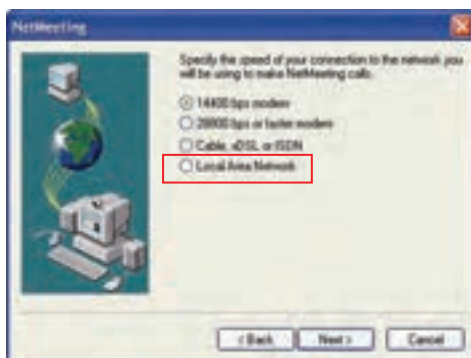 NetMeeting
Specify the speed of your connection to the network you
will be using to make NetMeeting calls.
14400 bps modem
28800 bps or faster modem
Cable, xDSL or ISDN
Local Area Network
< Back
Next >
Cancel